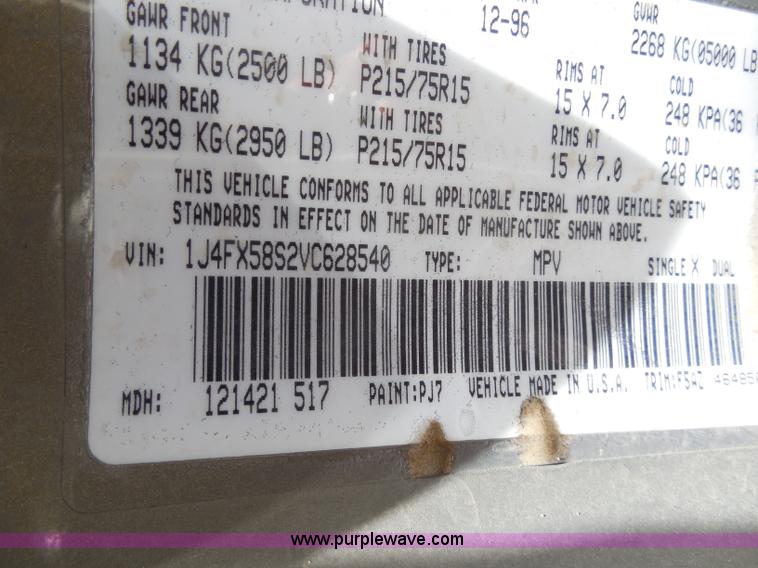 12-96 GVWR
GAWR FRONT WITH TIRES 2268 KG(05000 LB
1134 KG(2500 LB) P215/75R15 RIMS AT COLD
GAWR REAR WITH TIRES 15 X 7.0 248 KPA(36
1339 KG(2950 LB) P215/75R15 RIMS AT COLD
15 X 7.0 248 KPA(36
THIS VEHICLE CONFORMS TO ALL APPLICABLE FEDERAL MOTOR VEHICLE SAFETY
STANDARDS IN EFFECT ON THE DATE OF MANUFACTURE SHOWN ABOVE.
VIN: 1J4FX58S2VC628540 TYPE: MPV SINGLE X DUAL
MDH: 121421 517 PAINT:PJ7 VEHICLE MADE IN U.S.A. TRIM:F5AZ
www.purplewave.com